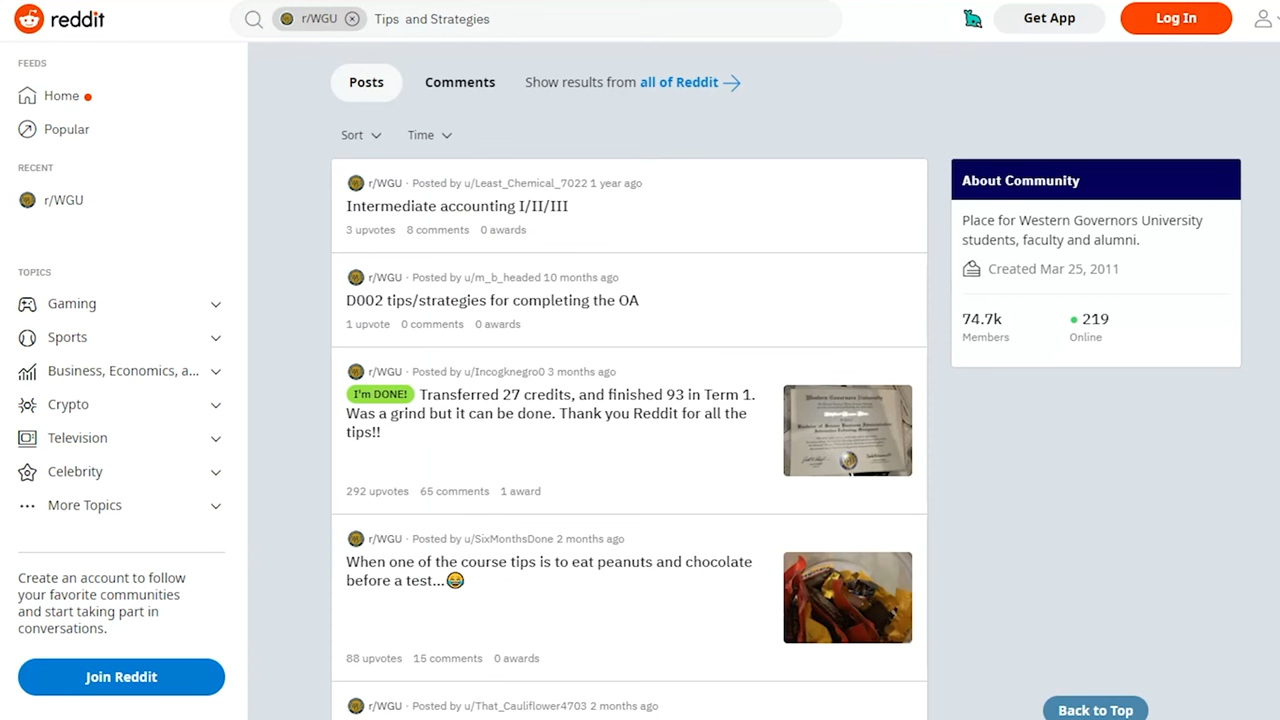 reddit
r/WGU Tips and Strategies
Get App
Log In
FEEDS
Home
Popular
RECENT
r/WGU
TOPICS
Gaming
Sports
Business, Economics, a...
Crypto
Television
Celebrity
More Topics
Create an account to follow
your favorite communities
and start taking part in
conversations.
Join Reddit
Posts
Comments
Show results from all of Reddit
Sort
Time
r/WGU · Posted by u/Least_Chemical_7022 1 year ago
Intermediate accounting I/II/III
3 upvotes 8 comments 0 awards
r/WGU · Posted by u/m_b_headed 10 months ago
D002 tips/strategies for completing the OA
1 upvote 0 comments 0 awards
r/WGU · Posted by u/Incogknegro0 3 months ago
I'm DONE! Transferred 27 credits, and finished 93 in Term 1.
Was a grind but it can be done. Thank you Reddit for all the
tips!!
Western Governors University
292 upvotes 65 comments 1 award
r/WGU · Posted by u/SixMonthsDone 2 months ago
When one of the course tips is to eat peanuts and chocolate
before a test...😂
88 upvotes 15 comments 0 awards
r/WGU · Posted by u/That_Cauliflower4703 2 months ago
About Community
Place for Western Governors University
students, faculty and alumni.
Created Mar 25, 2011
74.7k
Members
219
Online
Back to Top